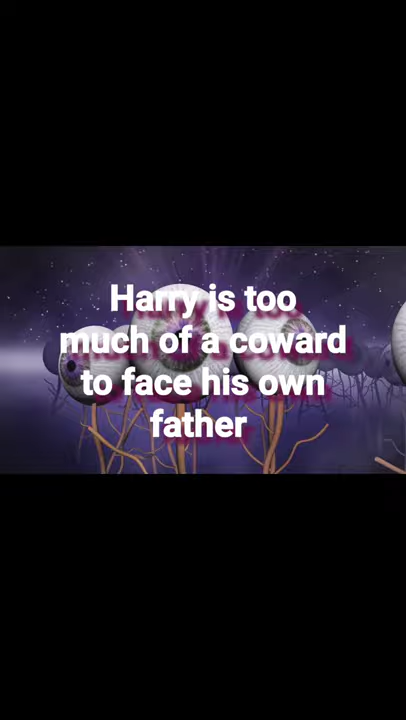 Harry is too
much of a coward
to face his own
father